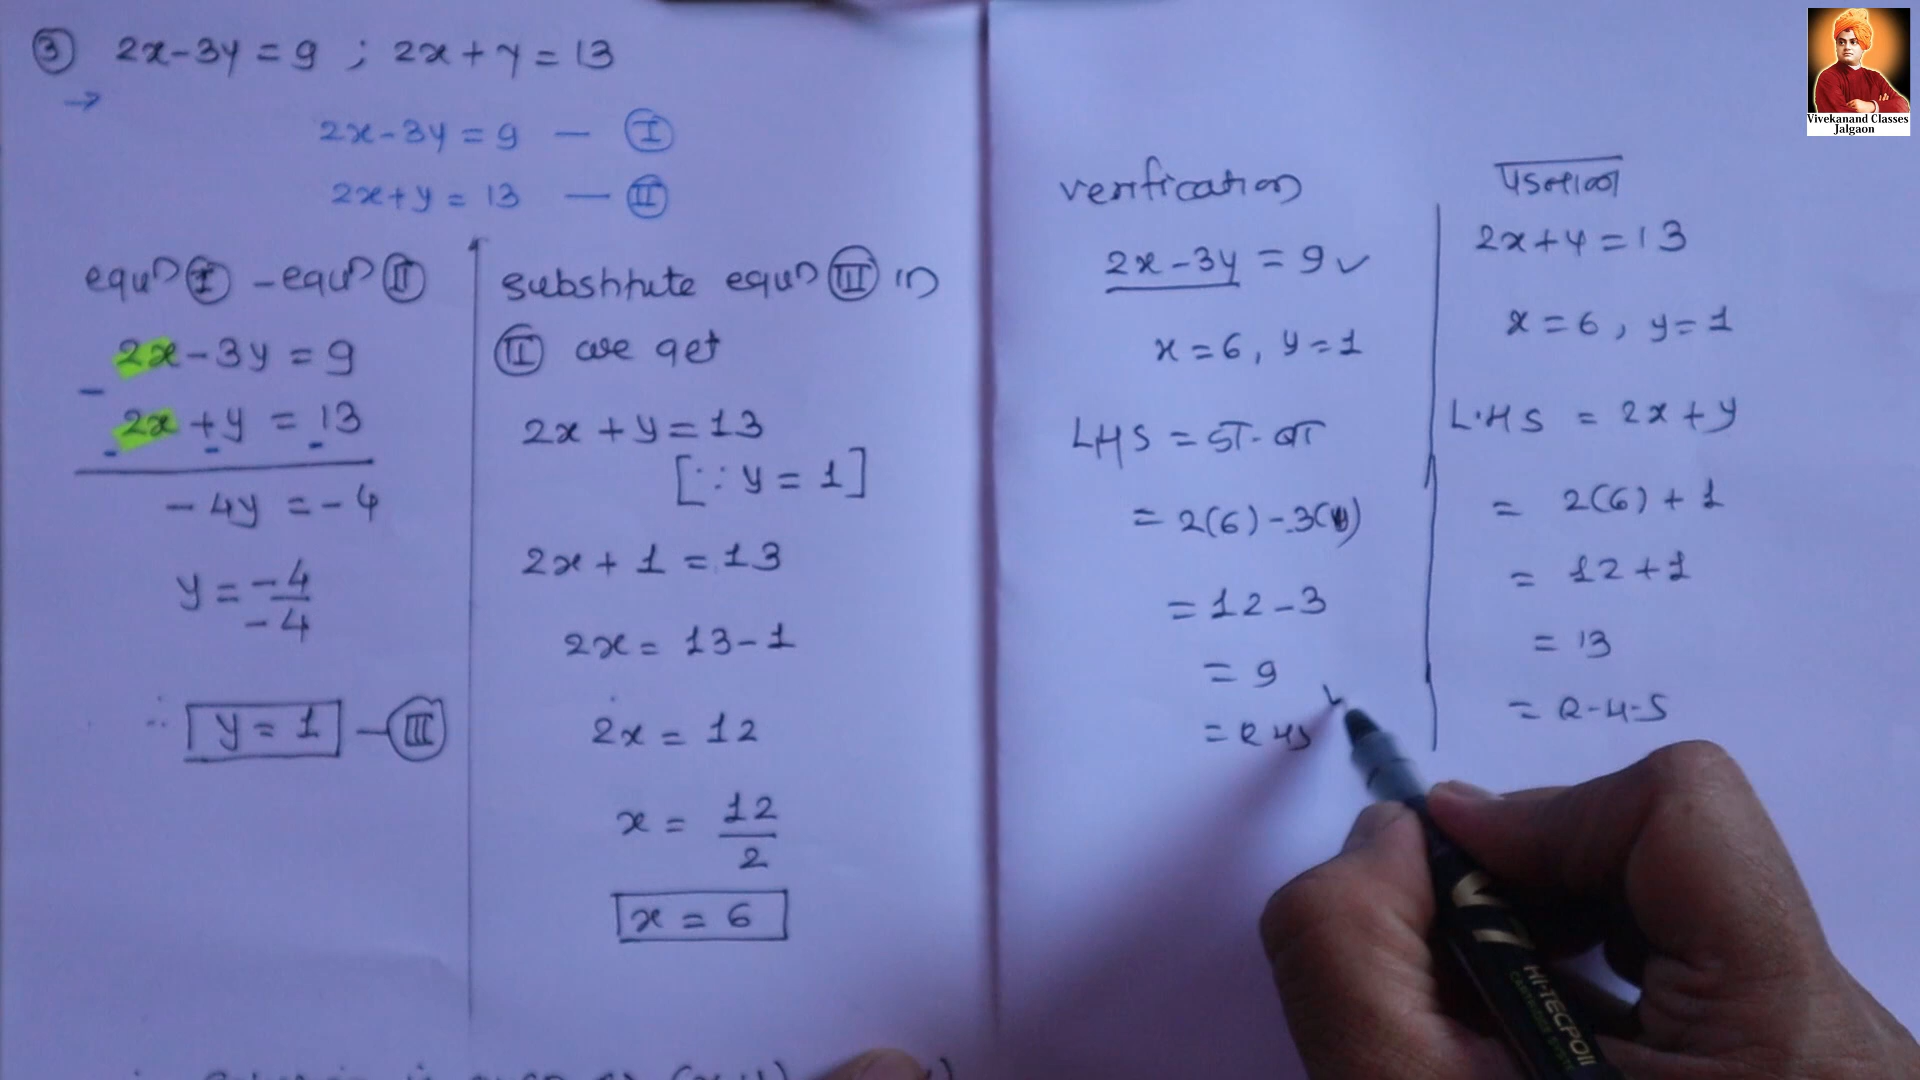 ③ 2x-3y = 9 ; 2x+y = 13
→
2x-3y = 9 — Ⓘ
2x+y = 13 — Ⓘ Ⓘ
equn Ⓘ - equn (II)
2x-3y = 9
-
2x+y = 13
- - -
-4y = -4
y = -4/-4
∴ y = 1 — (III)
substitute equn (III) in
(II) we get
2x + y = 13
[∵ y = 1]
2x + 1 = 13
2x = 13-1
2x = 12
x = 12/2
x = 6
verification
2x-3y = 9 ✓
x = 6, y = 1
LHS = डा. बा
= 2(6) - 3(1)
= 12-3
= 9
= RHS
पडताळा
2x+y = 13
x = 6, y = 1
L.H.S = 2x+y
= 2(6) + 1
= 12+1
= 13
= R-H-S
Vivekanand Classes
Jalgaon
V7
HI-TECPOINT